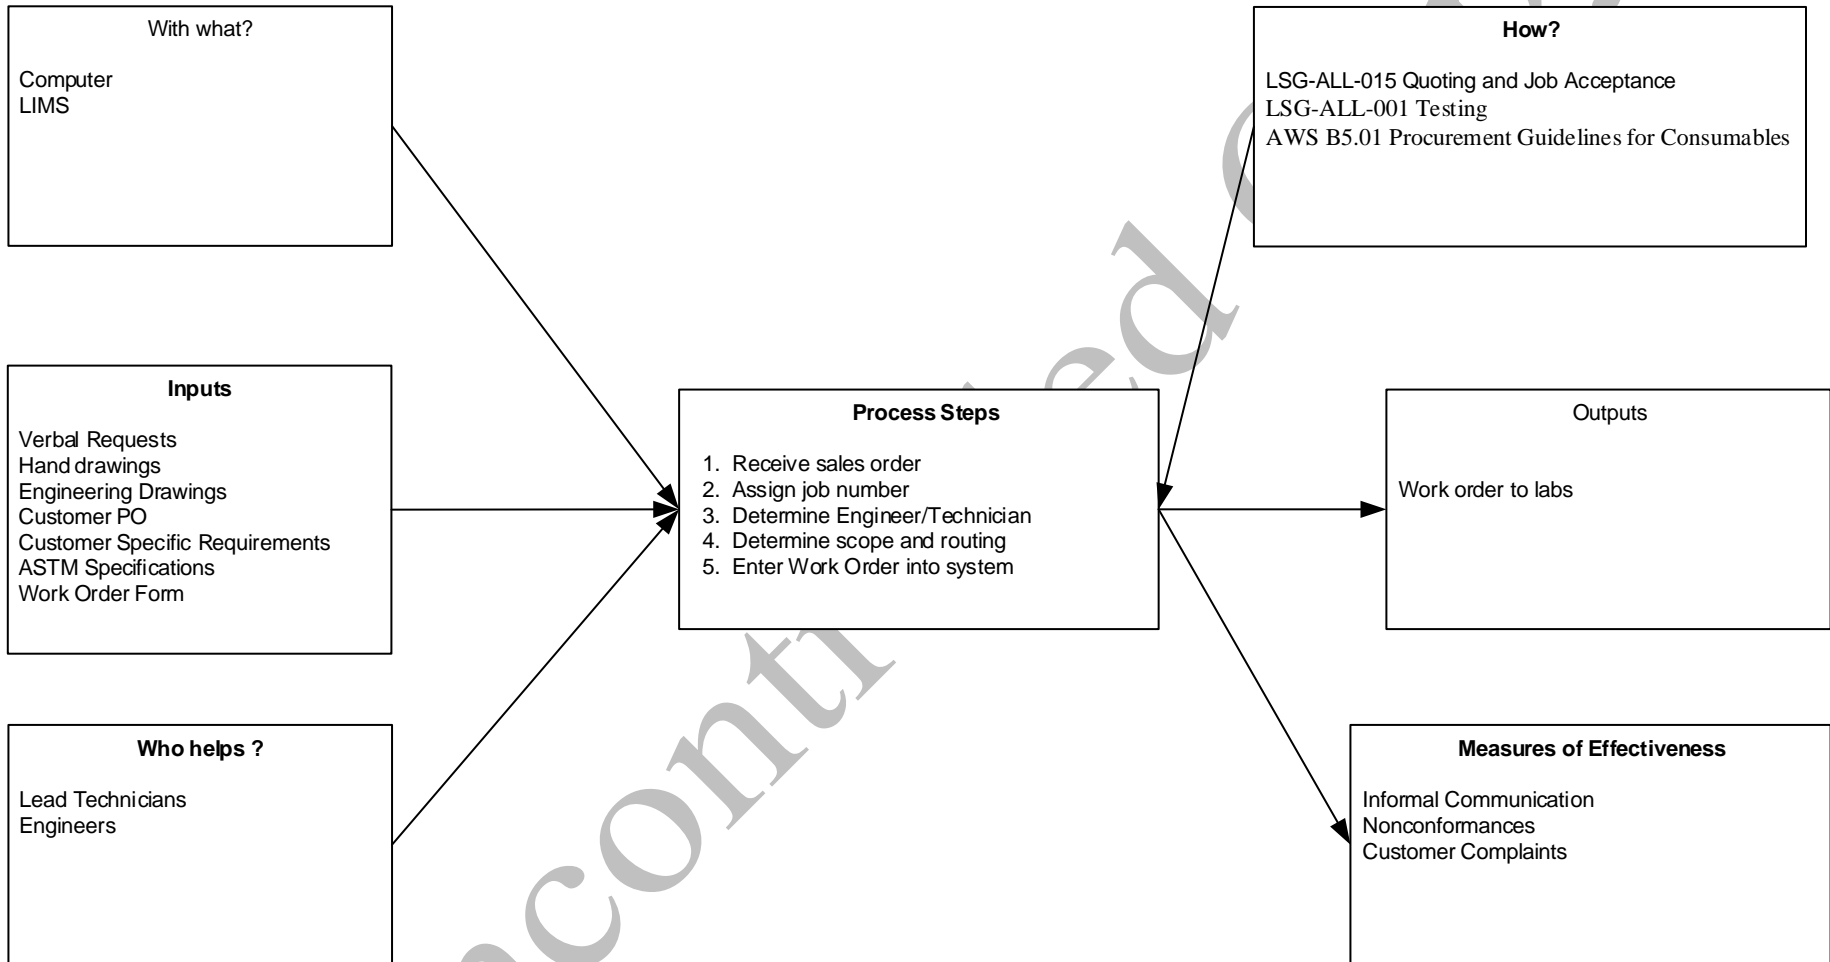 With what?
Computer
LIMS
How?
LSG-ALL-015 Quoting and Job Acceptance
LSG-ALL-001 Testing
AWS B5.01 Procurement Guidelines for Consumables
Inputs
Verbal Requests
Hand drawings
Engineering Drawings
Customer PO
Customer Specific Requirements
ASTM Specifications
Work Order Form
Process Steps
1. Receive sales order
2. Assign job number
3. Determine Engineer/Technician
4. Determine scope and routing
5. Enter Work Order into system
Outputs
Work order to labs
Who helps ?
Lead Technicians
Engineers
Measures of Effectiveness
Informal Communication
Nonconformances
Customer Complaints